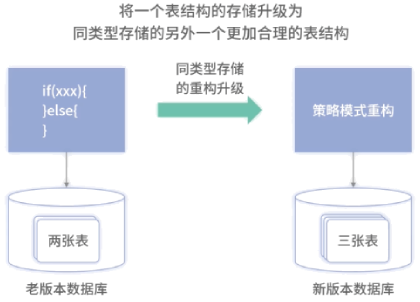 将一个表结构的存储升级为
同类型存储的另外一个更加合理的表结构
if(xxx){
}else{
}
同类型存储
的重构升级
策略模式重构
两张表
三张表
老版本数据库
新版本数据库